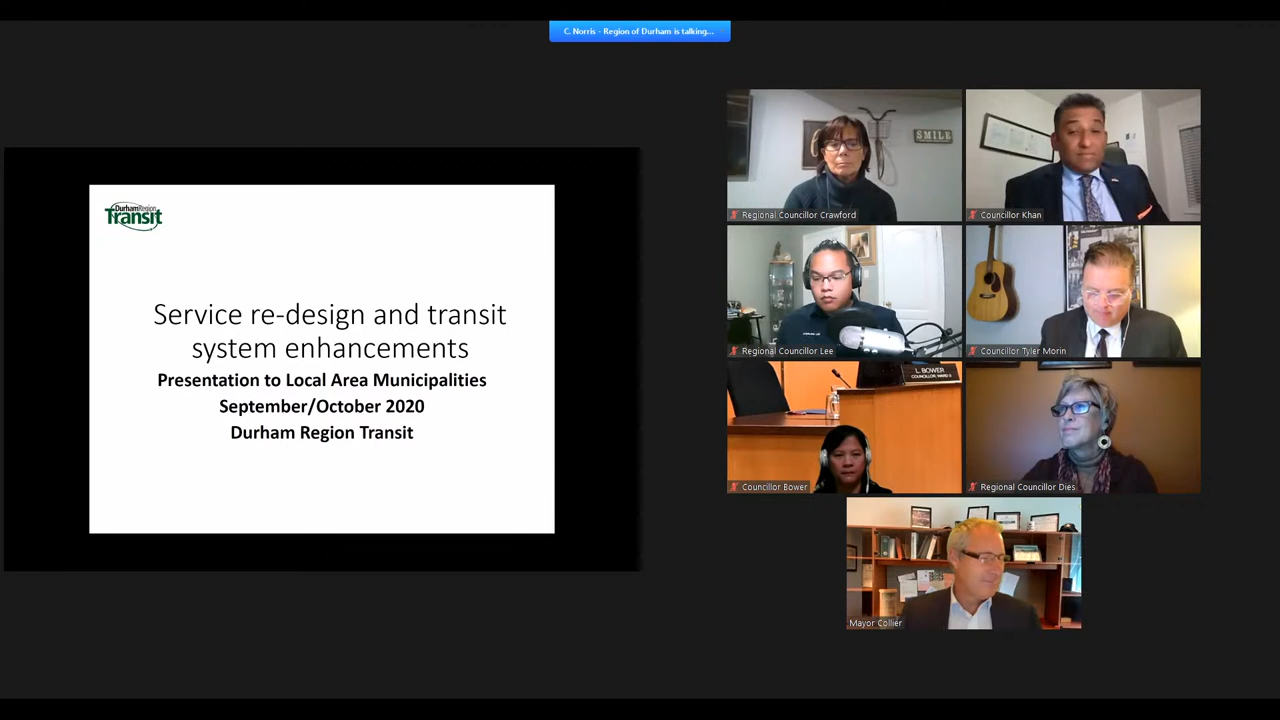 C. Norris - Region of Durham is talking...
DurhamRegion
Transit
Service re-design and transit
system enhancements
Presentation to Local Area Municipalities
September/October 2020
Durham Region Transit
SMILE
Regional Councillor Crawford
Councillor Khan
Regional Councillor Lee
Councillor Tyler Morin
L. BOWER
Councillor Bower
Regional Councillor Dies
Mayor Collier